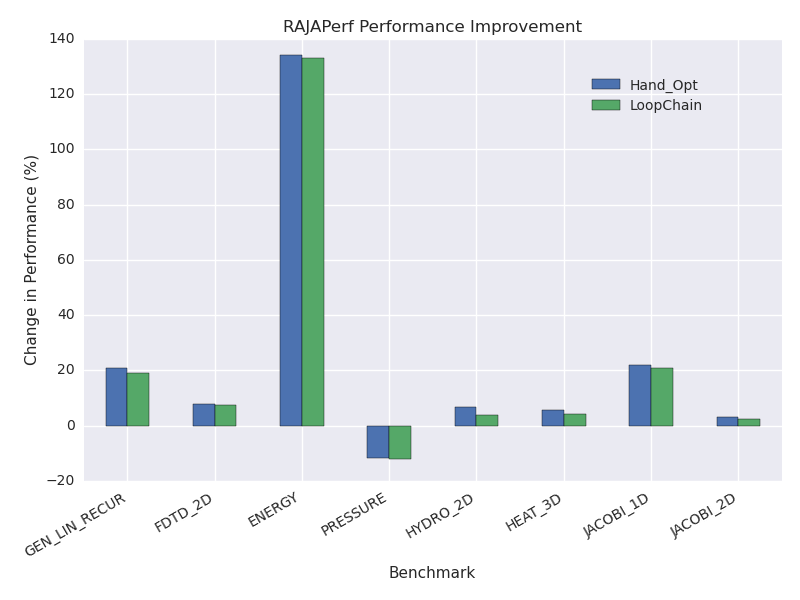 RAJAPerf Performance Improvement
Change in Performance (%)
140
120
100
80
60
40
20
0
−20
Hand_Opt
LoopChain
GEN_LIN_RECUR
FDTD_2D
ENERGY
PRESSURE
HYDRO_2D
HEAT_3D
JACOBI_1D
JACOBI_2D
Benchmark